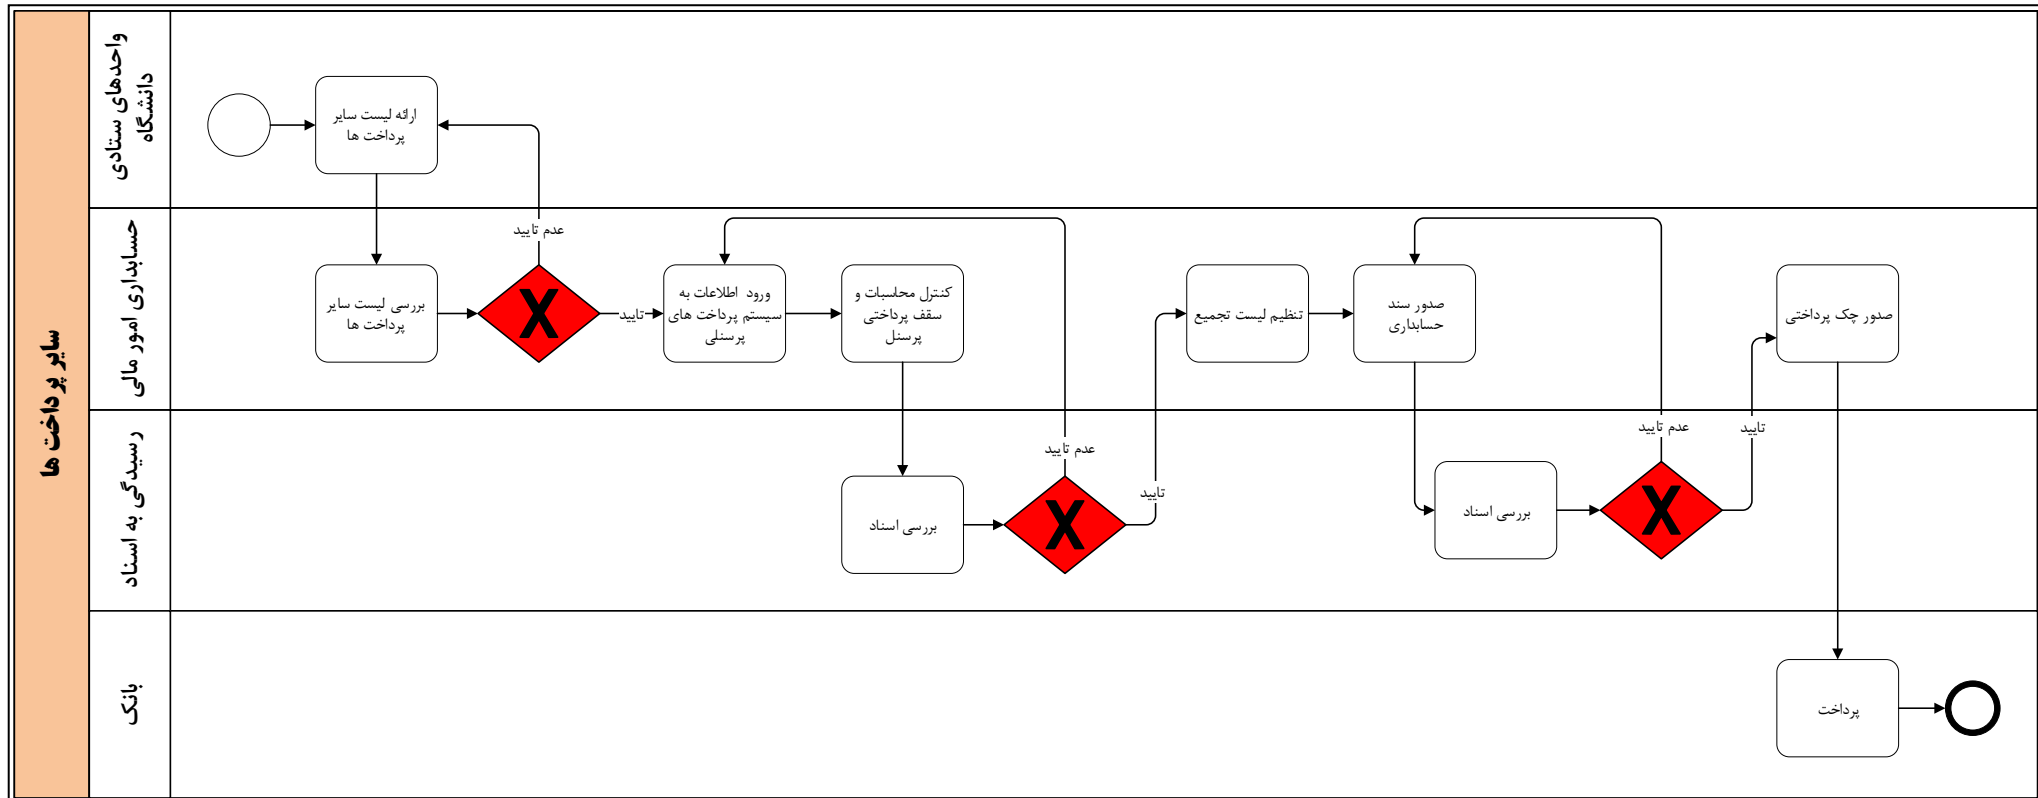 سایر پرداخت ها
واحدهای ستادی
دانشگاه
ارائه لیست سایر
پرداخت ها
حسابداری امور مالی
بررسی لیست سایر
پرداخت ها
عدم تایید
تایید
ورود اطلاعات به
سیستم پرداخت های
پرسنلی
کنترل محاسبات و
سقف پرداختی
پرسنل
تنظیم لیست تجمیع
صدور سند
حسابداری
صدور چک پرداختی
رسیدگی به اسناد
بررسی اسناد
عدم تایید
تایید
بررسی اسناد
عدم تایید
تایید
بانک
پرداخت